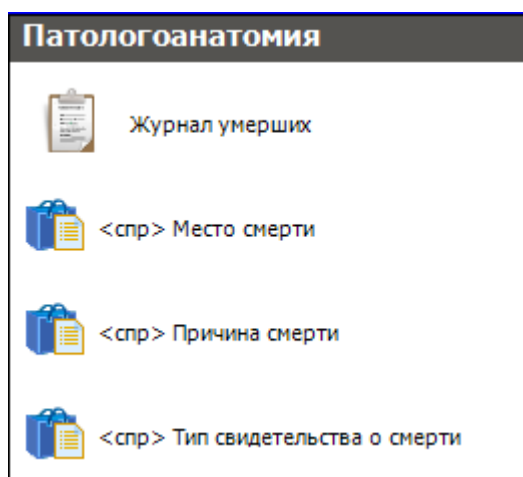 Патологоанатомия
Журнал умерших
<спр> Место смерти
<спр> Причина смерти
<спр> Тип свидетельства о смерти